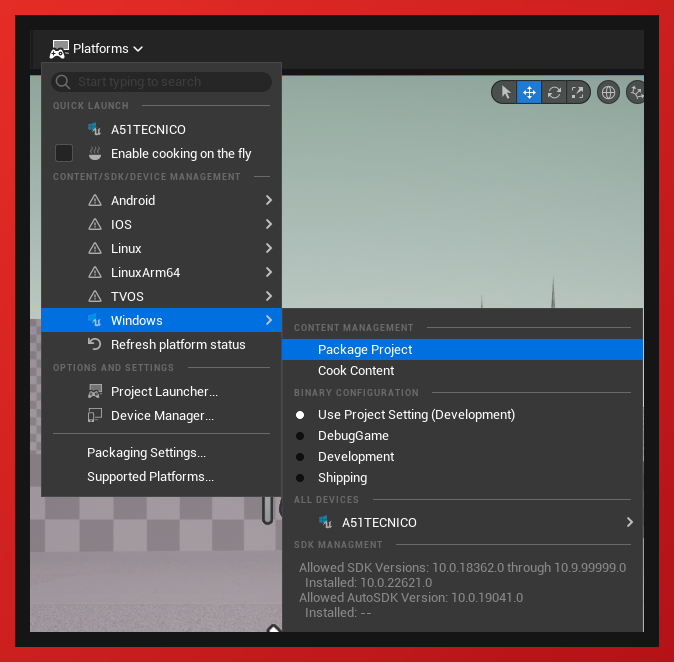 Platforms
Start typing to search
QUICK LAUNCH
A51TECNICO
Enable cooking on the fly
CONTENT/SDK/DEVICE MANAGEMENT
Android
IOS
Linux
LinuxArm64
TVOS
Windows
Refresh platform status
OPTIONS AND SETTINGS
Project Launcher...
Device Manager...
Packaging Settings...
Supported Platforms...
CONTENT MANAGEMENT
Package Project
Cook Content
BINARY CONFIGURATION
Use Project Setting (Development)
DebugGame
Development
Shipping
ALL DEVICES
A51TECNICO
SDK MANAGMENT
Allowed SDK Versions: 10.0.18362.0 through 10.9.99999.0
Installed: 10.0.22621.0
Allowed AutoSDK Version: 10.0.19041.0
Installed: --